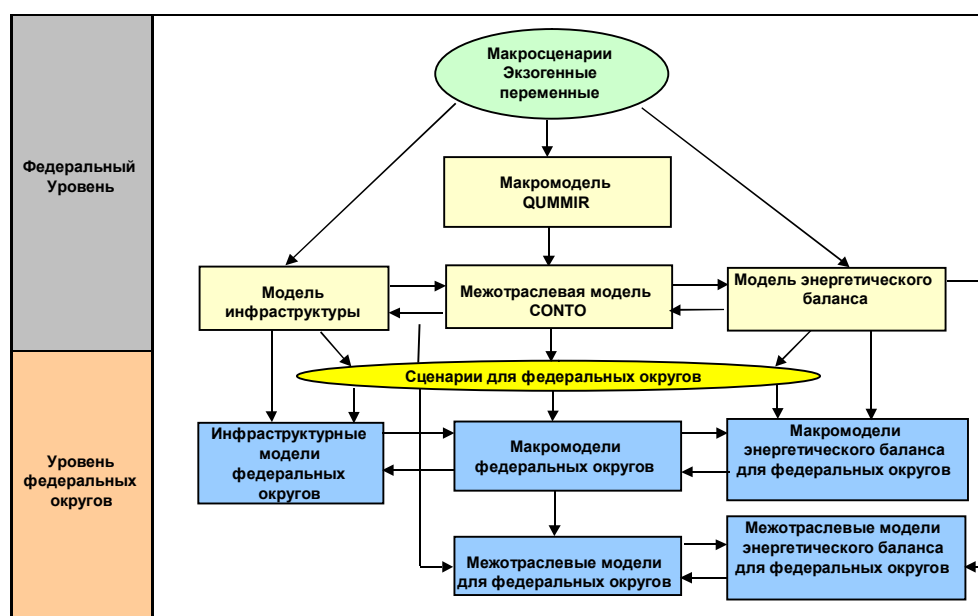 Макросценарии
Экзогенные
переменные
Федеральный
Уровень
Макромодель
QUMMIR
Модель
инфраструктуры
Межотраслевая модель
CONTO
Модель энергетического
баланса
Сценарии для федеральных округов
Уровень
федеральных
округов
Инфраструктурные
модели
федеральных
округов
Макромодели
федеральных округов
Макромодели
энергетического баланса
для федеральных округов
Межотраслевые модели
для федеральных округов
Межотраслевые модели
энергетического баланса
для федеральных округов